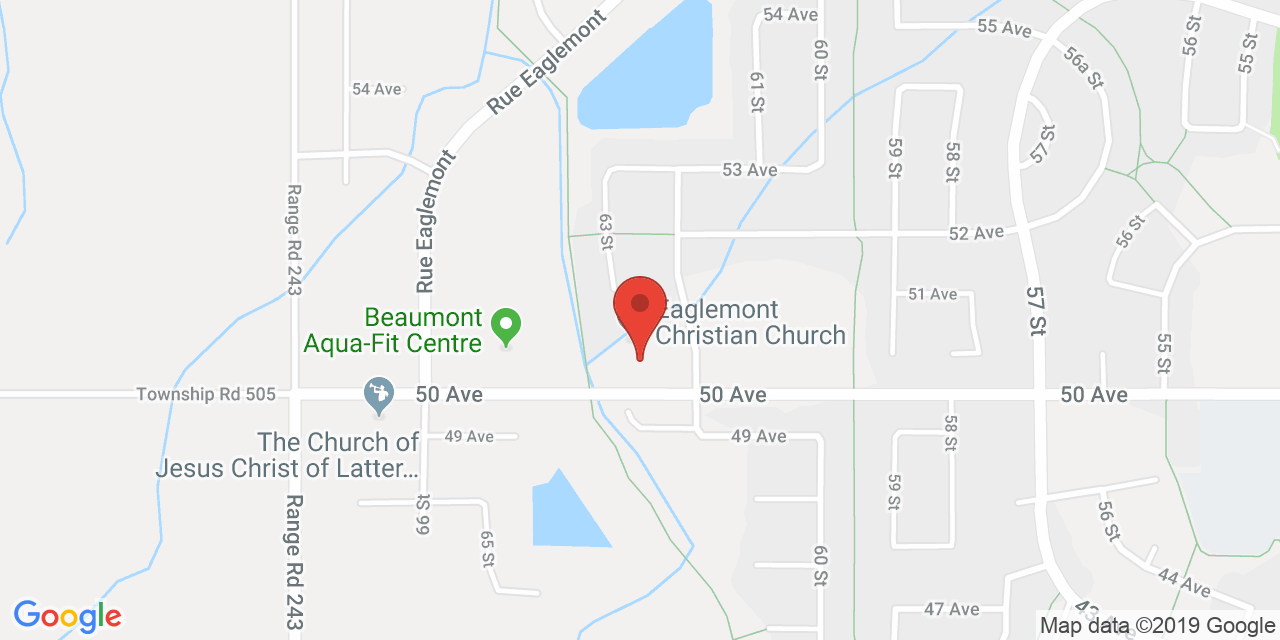 54 Ave
55 Ave
56 St
55 St
60 St
56a St
54 Ave
61 St
Rue Eaglemont
57 St
59 St
58 St
53 Ave
Rue Eaglemont
Range Rd 243
63 St
52 Ave
56 St
51 Ave
57 St
Beaumont
Aqua-Fit Centre
Eaglemont
Christian Church
55 St
Township Rd 505
50 Ave
50 Ave
50 Ave
49 Ave
49 Ave
58 St
The Church of
Jesus Christ of Latter...
59 St
66 St
56 St
Range Rd 243
65 St
60 St
44 Ave
47 Ave
Google
Map data ©2019 Google